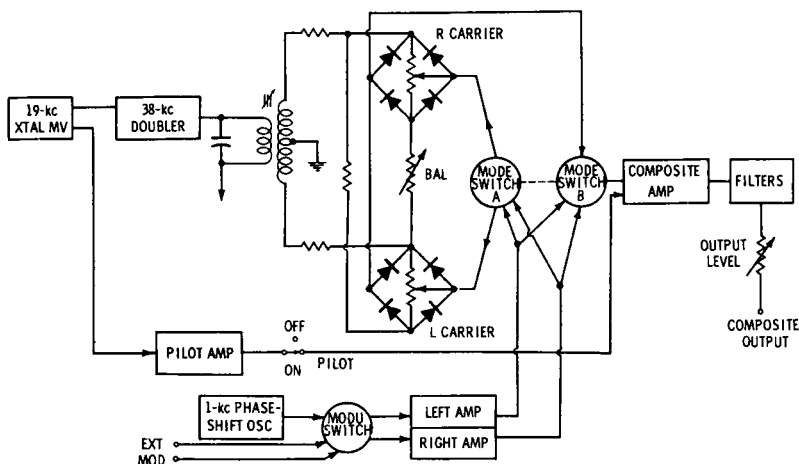 R CARRIER
19-kc
XTAL MV
38-kc
DOUBLER
BAL
MODE
SWITCH
A
MODE
SWITCH
B
COMPOSITE
AMP
FILTERS
OUTPUT
LEVEL
COMPOSITE
OUTPUT
L CARRIER
OFF
PILOT AMP
PILOT
ON
1-kc PHASE-
SHIFT OSC
MODU
SWITCH
LEFT AMP
RIGHT AMP
EXT
MOD